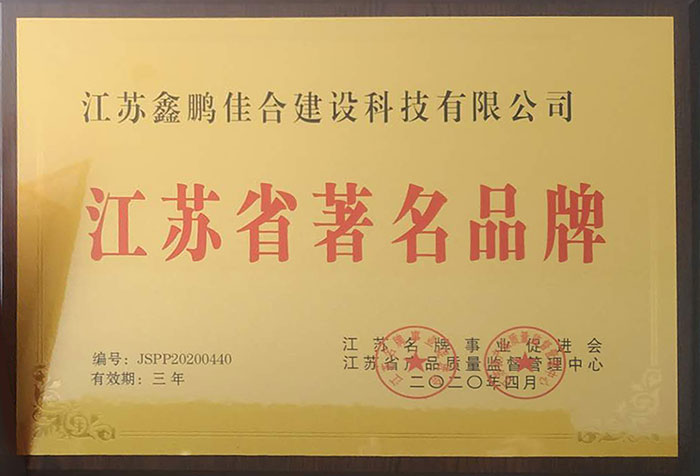 江苏鑫鹏佳合建设科技有限公司
江苏省著名品牌
编号：JSPP20200440
有效期：三年
江苏名牌事业促进会
江苏省产品质量监督管理中心
二〇二〇年四月